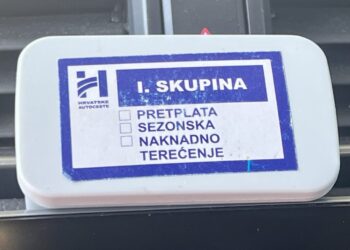 HRVATSKE
AUTOCESTE
I. SKUPINA
PRETPLATA
SEZONSKA
NAKNADNO
TEREĆENJE